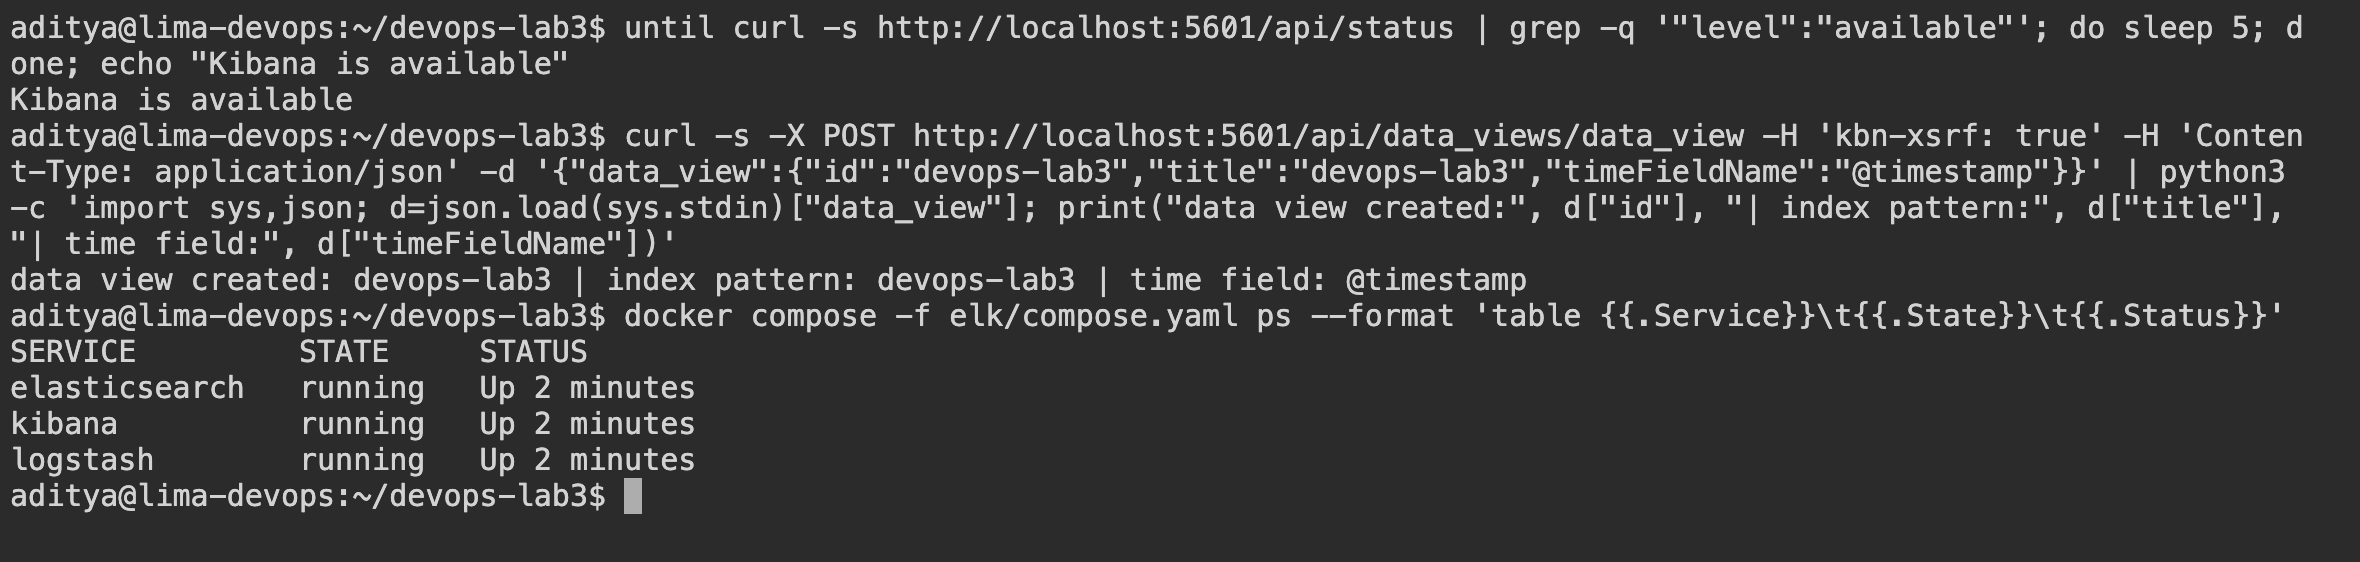 aditya@lima-devops:~/devops-lab3$ until curl -s http://localhost:5601/api/status | grep -q '"level":"available"'; do sleep 5; d
one; echo "Kibana is available"
Kibana is available
aditya@lima-devops:~/devops-lab3$ curl -s -X POST http://localhost:5601/api/data_views/data_view -H 'kbn-xsrf: true' -H 'Conten
t-Type: application/json' -d '{"data_view":{"id":"devops-lab3","title":"devops-lab3","timeFieldName":"@timestamp"}}' | python3
-c 'import sys,json; d=json.load(sys.stdin)["data_view"]; print("data view created:", d["id"], "| index pattern:", d["title"],
"| time field:", d["timeFieldName"])'
data view created: devops-lab3 | index pattern: devops-lab3 | time field: @timestamp
aditya@lima-devops:~/devops-lab3$ docker compose -f elk/compose.yaml ps --format 'table {{.Service}}\t{{.State}}\t{{.Status}}'
SERVICE         STATE     STATUS
elasticsearch   running   Up 2 minutes
kibana          running   Up 2 minutes
logstash        running   Up 2 minutes
aditya@lima-devops:~/devops-lab3$